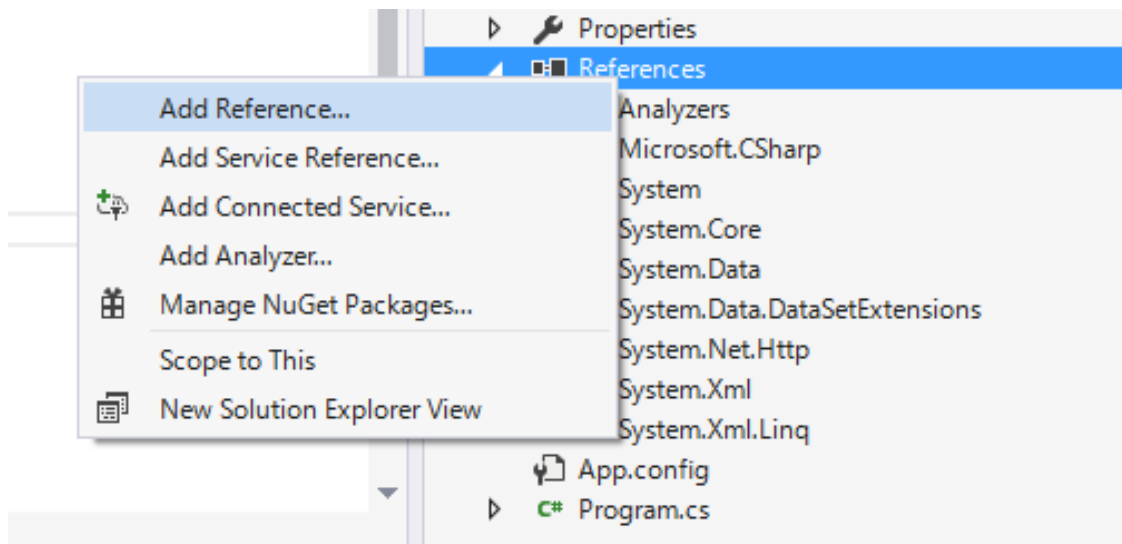 Properties
References
Add Reference...
Add Service Reference...
Add Connected Service...
Add Analyzer...
Manage NuGet Packages...
Scope to This
New Solution Explorer View
Analyzers
Microsoft.CSharp
System
System.Core
System.Data
System.Data.DataSetExtensions
System.Net.Http
System.Xml
System.Xml.Linq
App.config
C# Program.cs